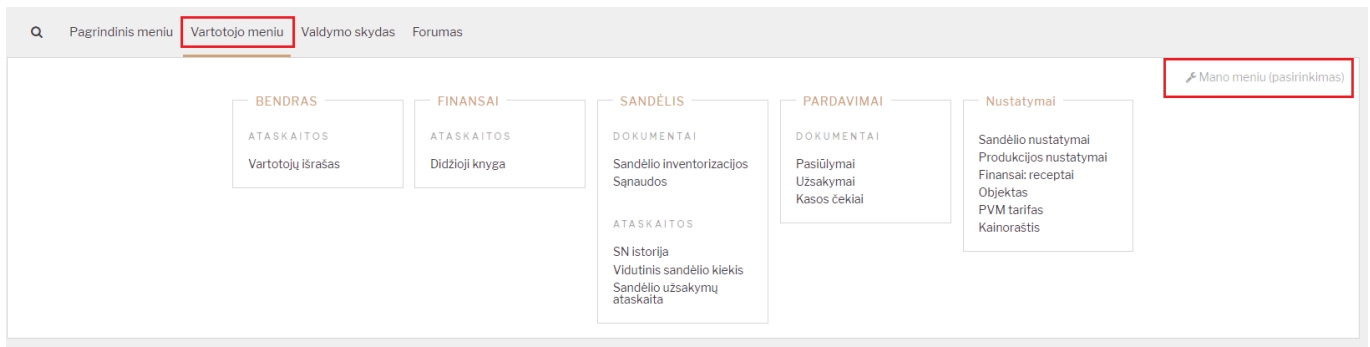 Pagrindinis meniu Vartotojo meniu Valdymo skydas Forumas
Mano meniu (pasirinkimas)
BENDRAS
ATASKAITOS
Vartotojų išrašas
FINANSAI
ATASKAITOS
Didžioji knyga
SANDĖLIS
DOKUMENTAI
Sandėlio inventorizacijos
Sąnaudos
ATASKAITOS
SN istorija
Vidutinis sandėlio kiekis
Sandėlio užsakymų
ataskaita
PARDAVIMAI
DOKUMENTAI
Pasiūlymai
Užsakymai
Kasos čekiai
Nustatymai
Sandėlio nustatymai
Produkcijos nustatymai
Finansai: receptai
Objektas
PVM tarifas
Kainoraštis